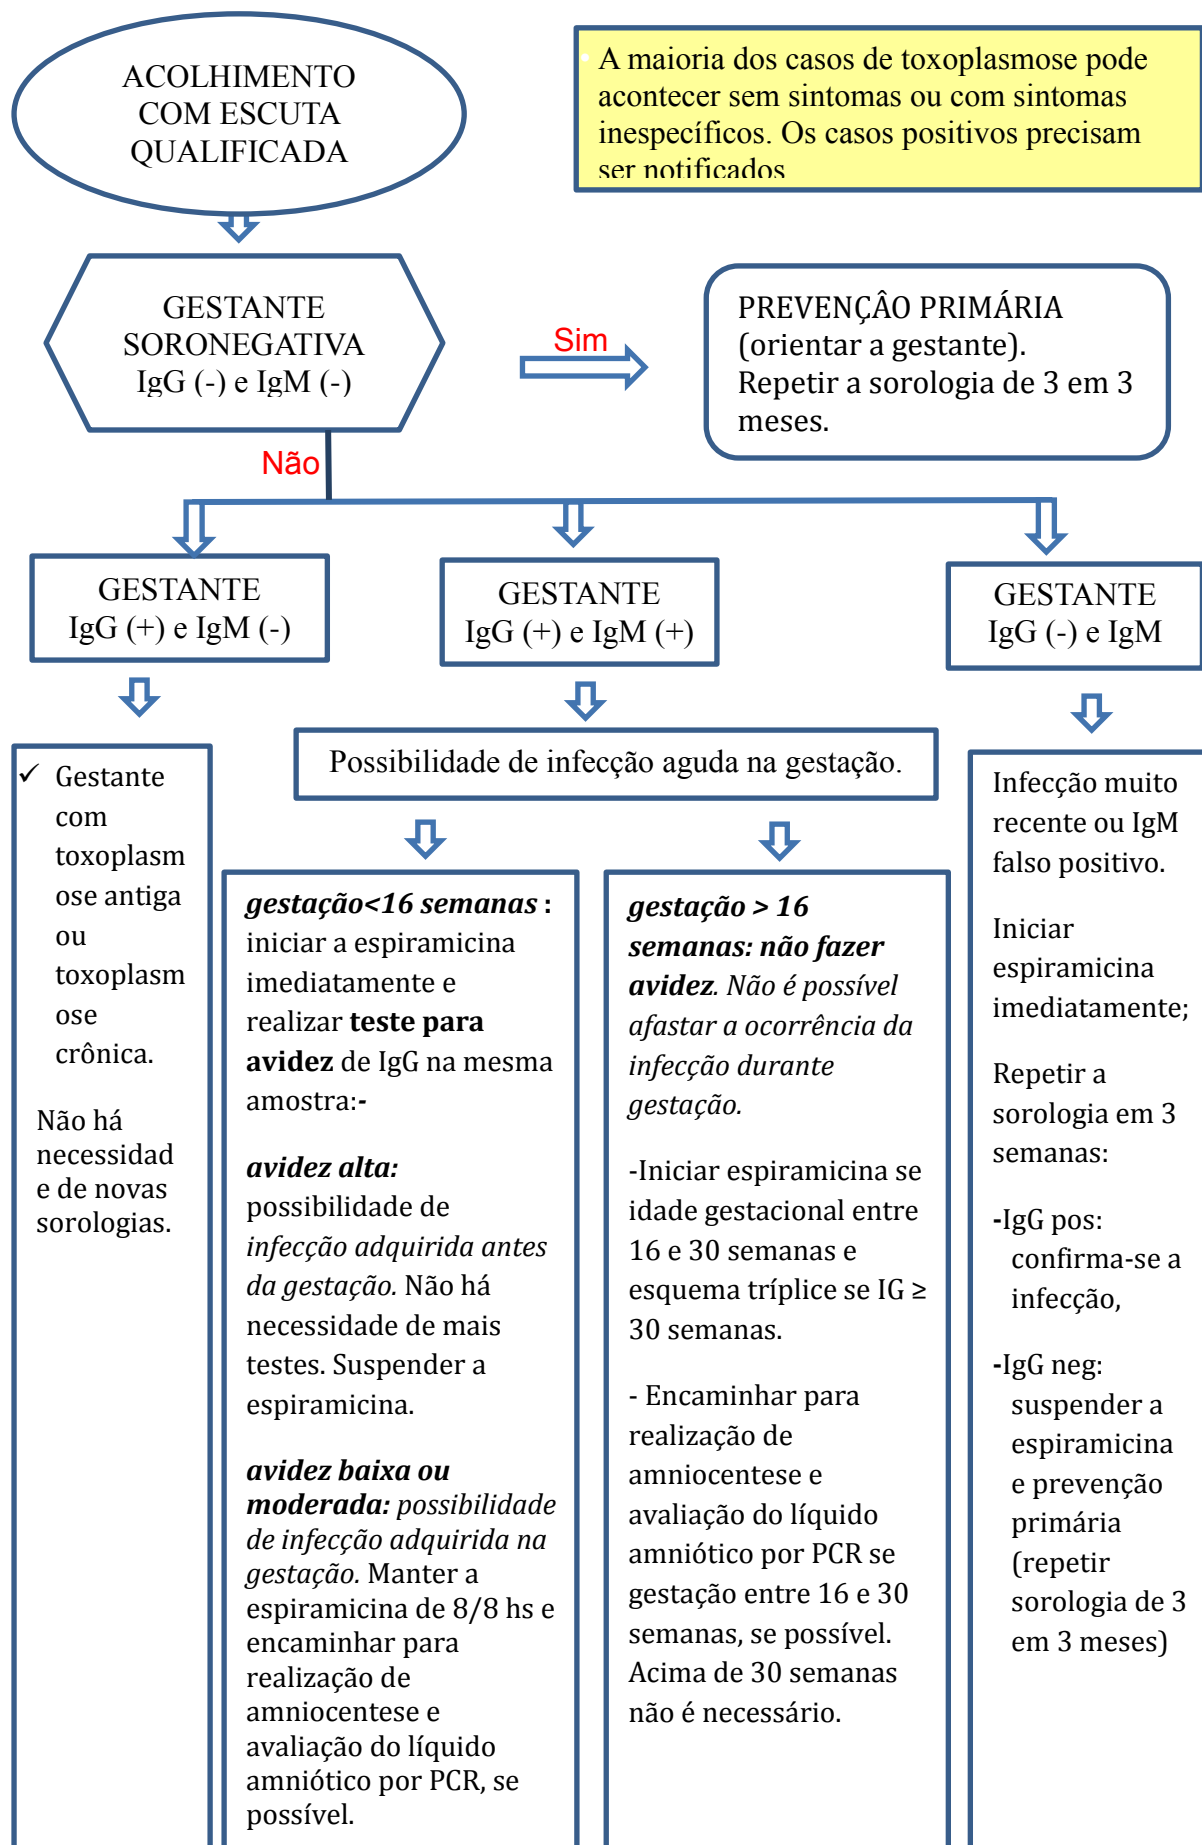 ACOLHIMENTO
COM ESCUTA
QUALIFICADA
• A maioria dos casos de toxoplasmose pode
acontecer sem sintomas ou com sintomas
inespecíficos. Os casos positivos precisam
ser notificados
GESTANTE
SORONEGATIVA
IgG (-) e IgM (-)
Sim
PREVENÇÂO PRIMÁRIA
(orientar a gestante).
Repetir a sorologia de 3 em 3
meses.
Não
GESTANTE
IgG (+) e IgM (-)
GESTANTE
IgG (+) e IgM (+)
GESTANTE
IgG (-) e IgM
✓ Gestante
com
toxoplasm
ose antiga
ou
toxoplasm
ose
crônica.
Não há
necessidad
e de novas
sorologias.
Possibilidade de infecção aguda na gestação.
gestação<16 semanas :
iniciar a espiramicina
imediatamente e
realizar teste para
avidez de IgG na mesma
amostra:-
avidez alta:
possibilidade de
infecção adquirida antes
da gestação. Não há
necessidade de mais
testes. Suspender a
espiramicina.
avidez baixa ou
moderada: possibilidade
de infecção adquirida na
gestação. Manter a
espiramicina de 8/8 hs e
encaminhar para
realização de
amniocentese e
avaliação do líquido
amniótico por PCR, se
possível.
gestação > 16
semanas: não fazer
avidez. Não é possível
afastar a ocorrência da
infecção durante
gestação.
-Iniciar espiramicina se
idade gestacional entre
16 e 30 semanas e
esquema tríplice se IG ≥
30 semanas.
- Encaminhar para
realização de
amniocentese e
avaliação do líquido
amniótico por PCR se
gestação entre 16 e 30
semanas, se possível.
Acima de 30 semanas
não é necessário.
Infecção muito
recente ou IgM
falso positivo.
Iniciar
espiramicina
imediatamente;
Repetir a
sorologia em 3
semanas:
-IgG pos:
confirma-se a
infecção,
-IgG neg:
suspender a
espiramicina
e prevenção
primária
(repetir
sorologia de 3
em 3 meses)